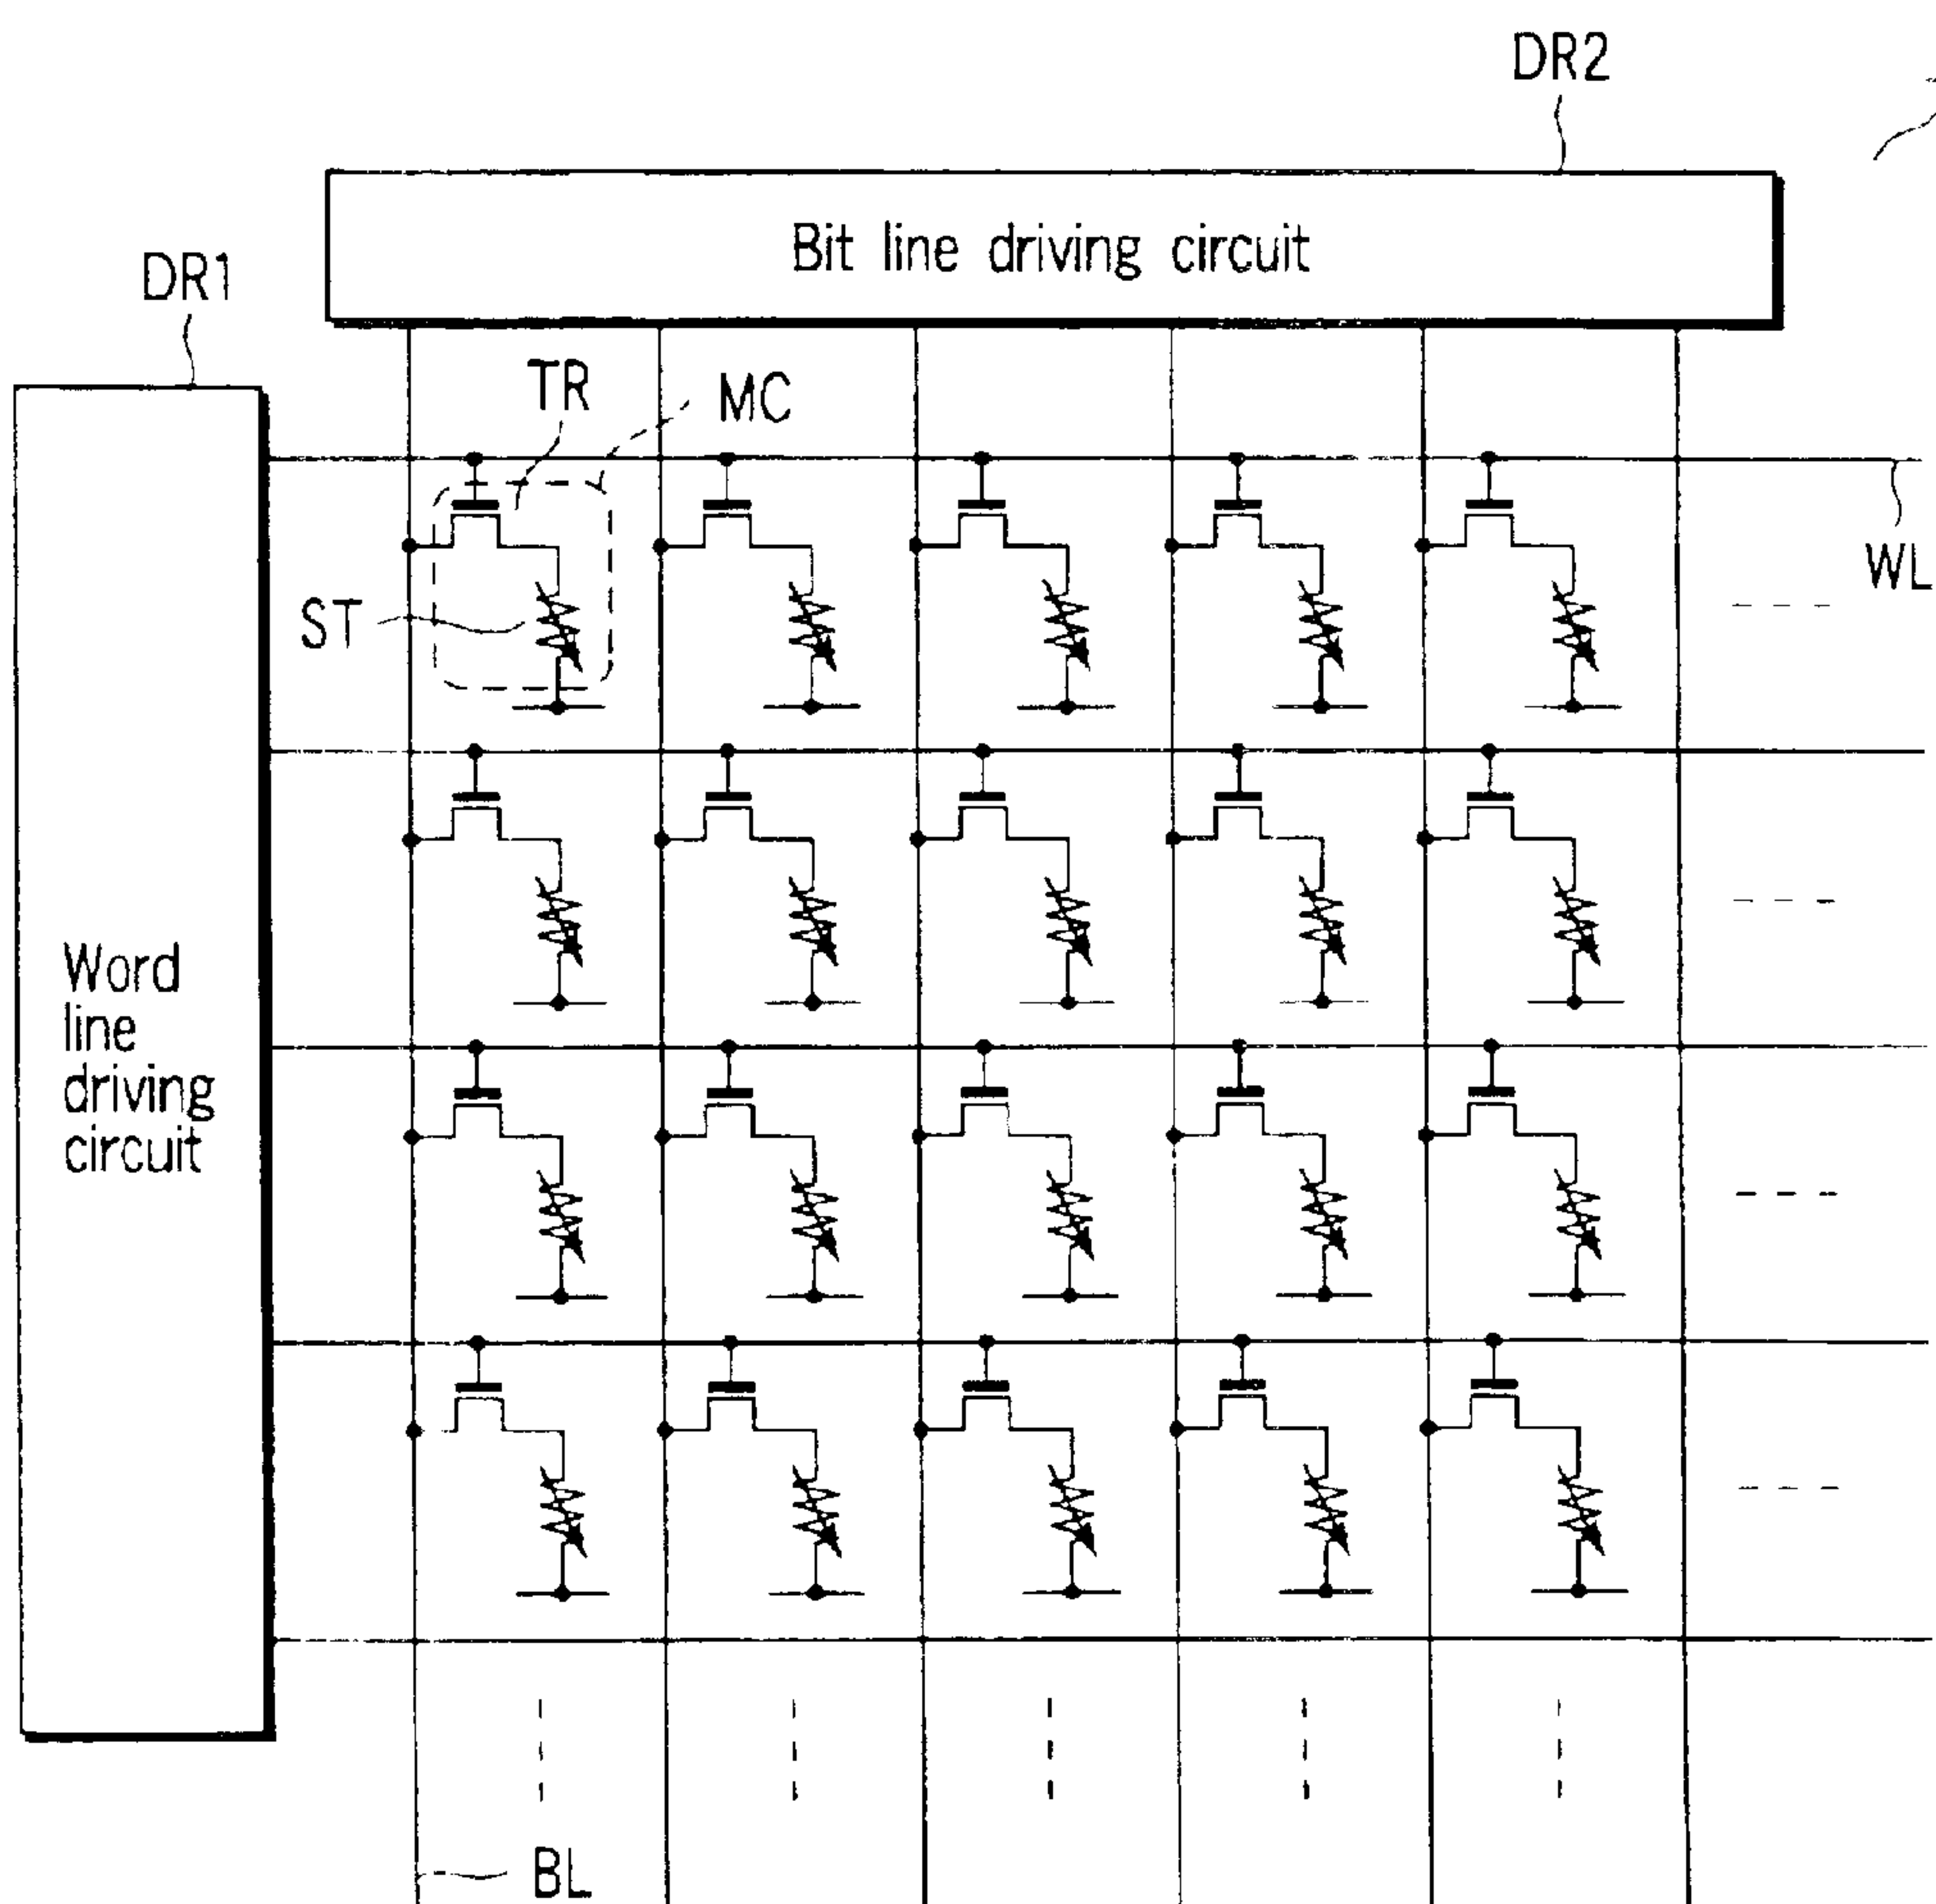 DR2
Bit line driving circuit
DR1
TR
MC
WL
ST
Word
line
driving
circuit
BL